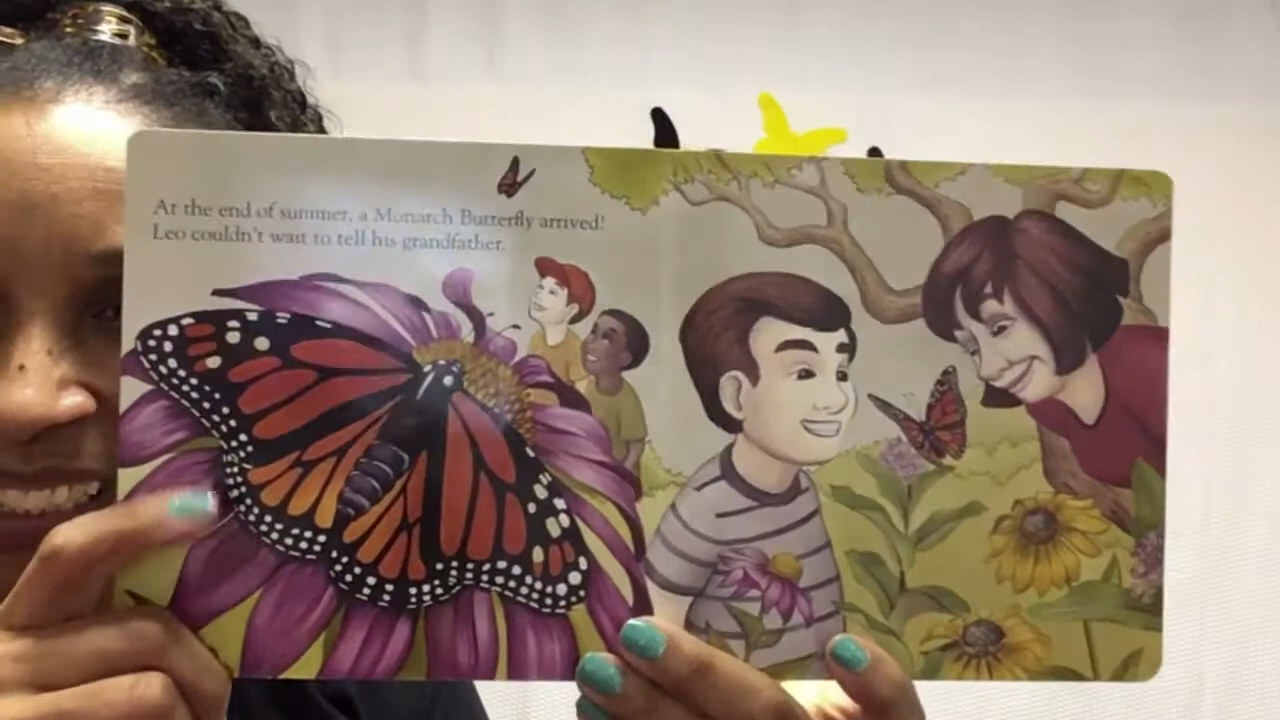 At the end of summer, a Monarch Butterfly arrived!
Leo couldn't wait to tell his grandfather.